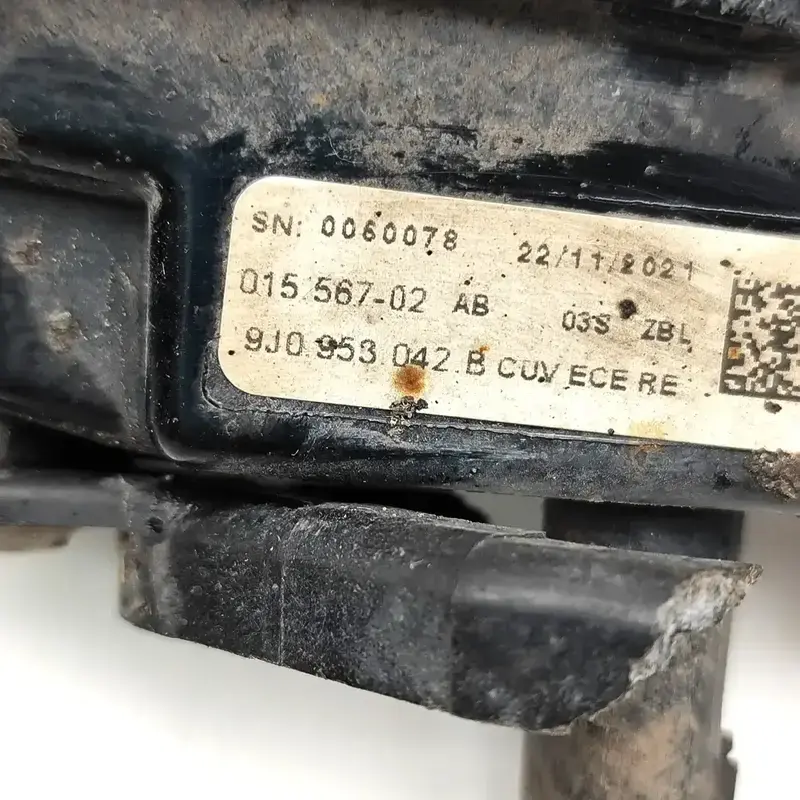 SN: 0060078 22/11/2021
015.567-02 AB 03S ZBL
9J0 953 042 B CUV ECE RE